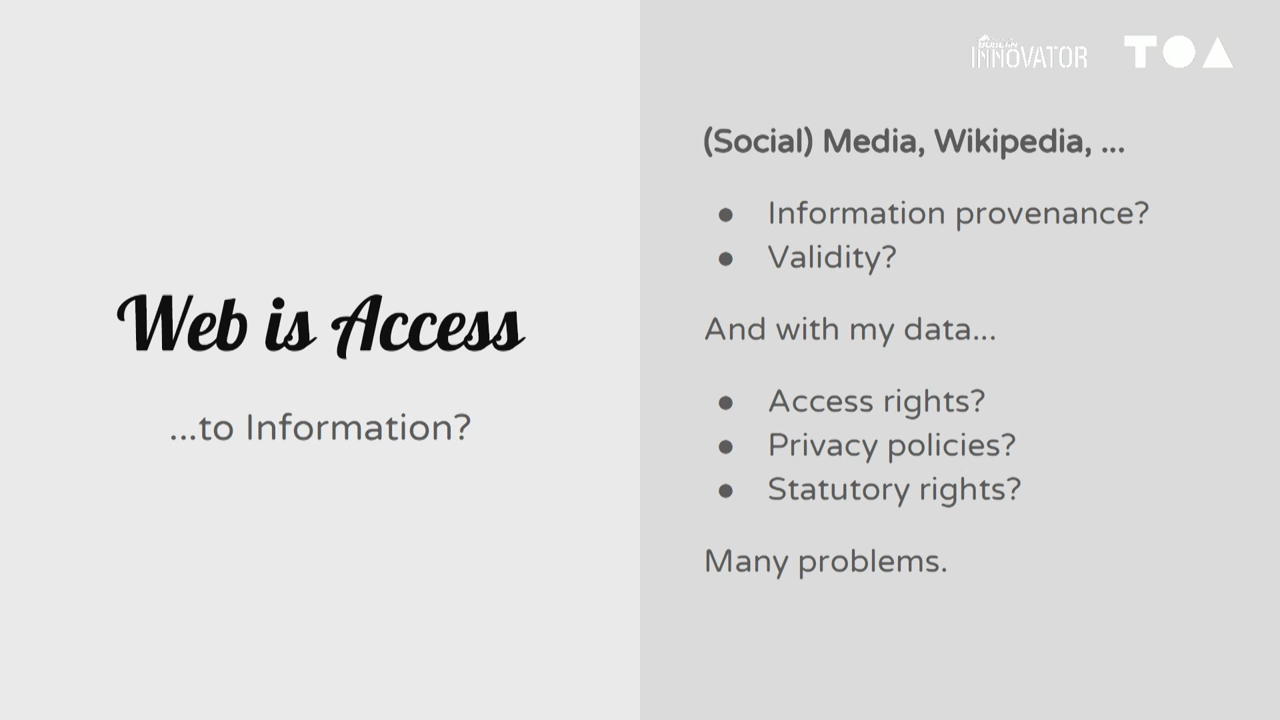 Web is Access
...to Information?
INNOVATOR
TOA
(Social) Media, Wikipedia, ...
● Information provenance?
● Validity?
And with my data...
● Access rights?
● Privacy policies?
● Statutory rights?
Many problems.